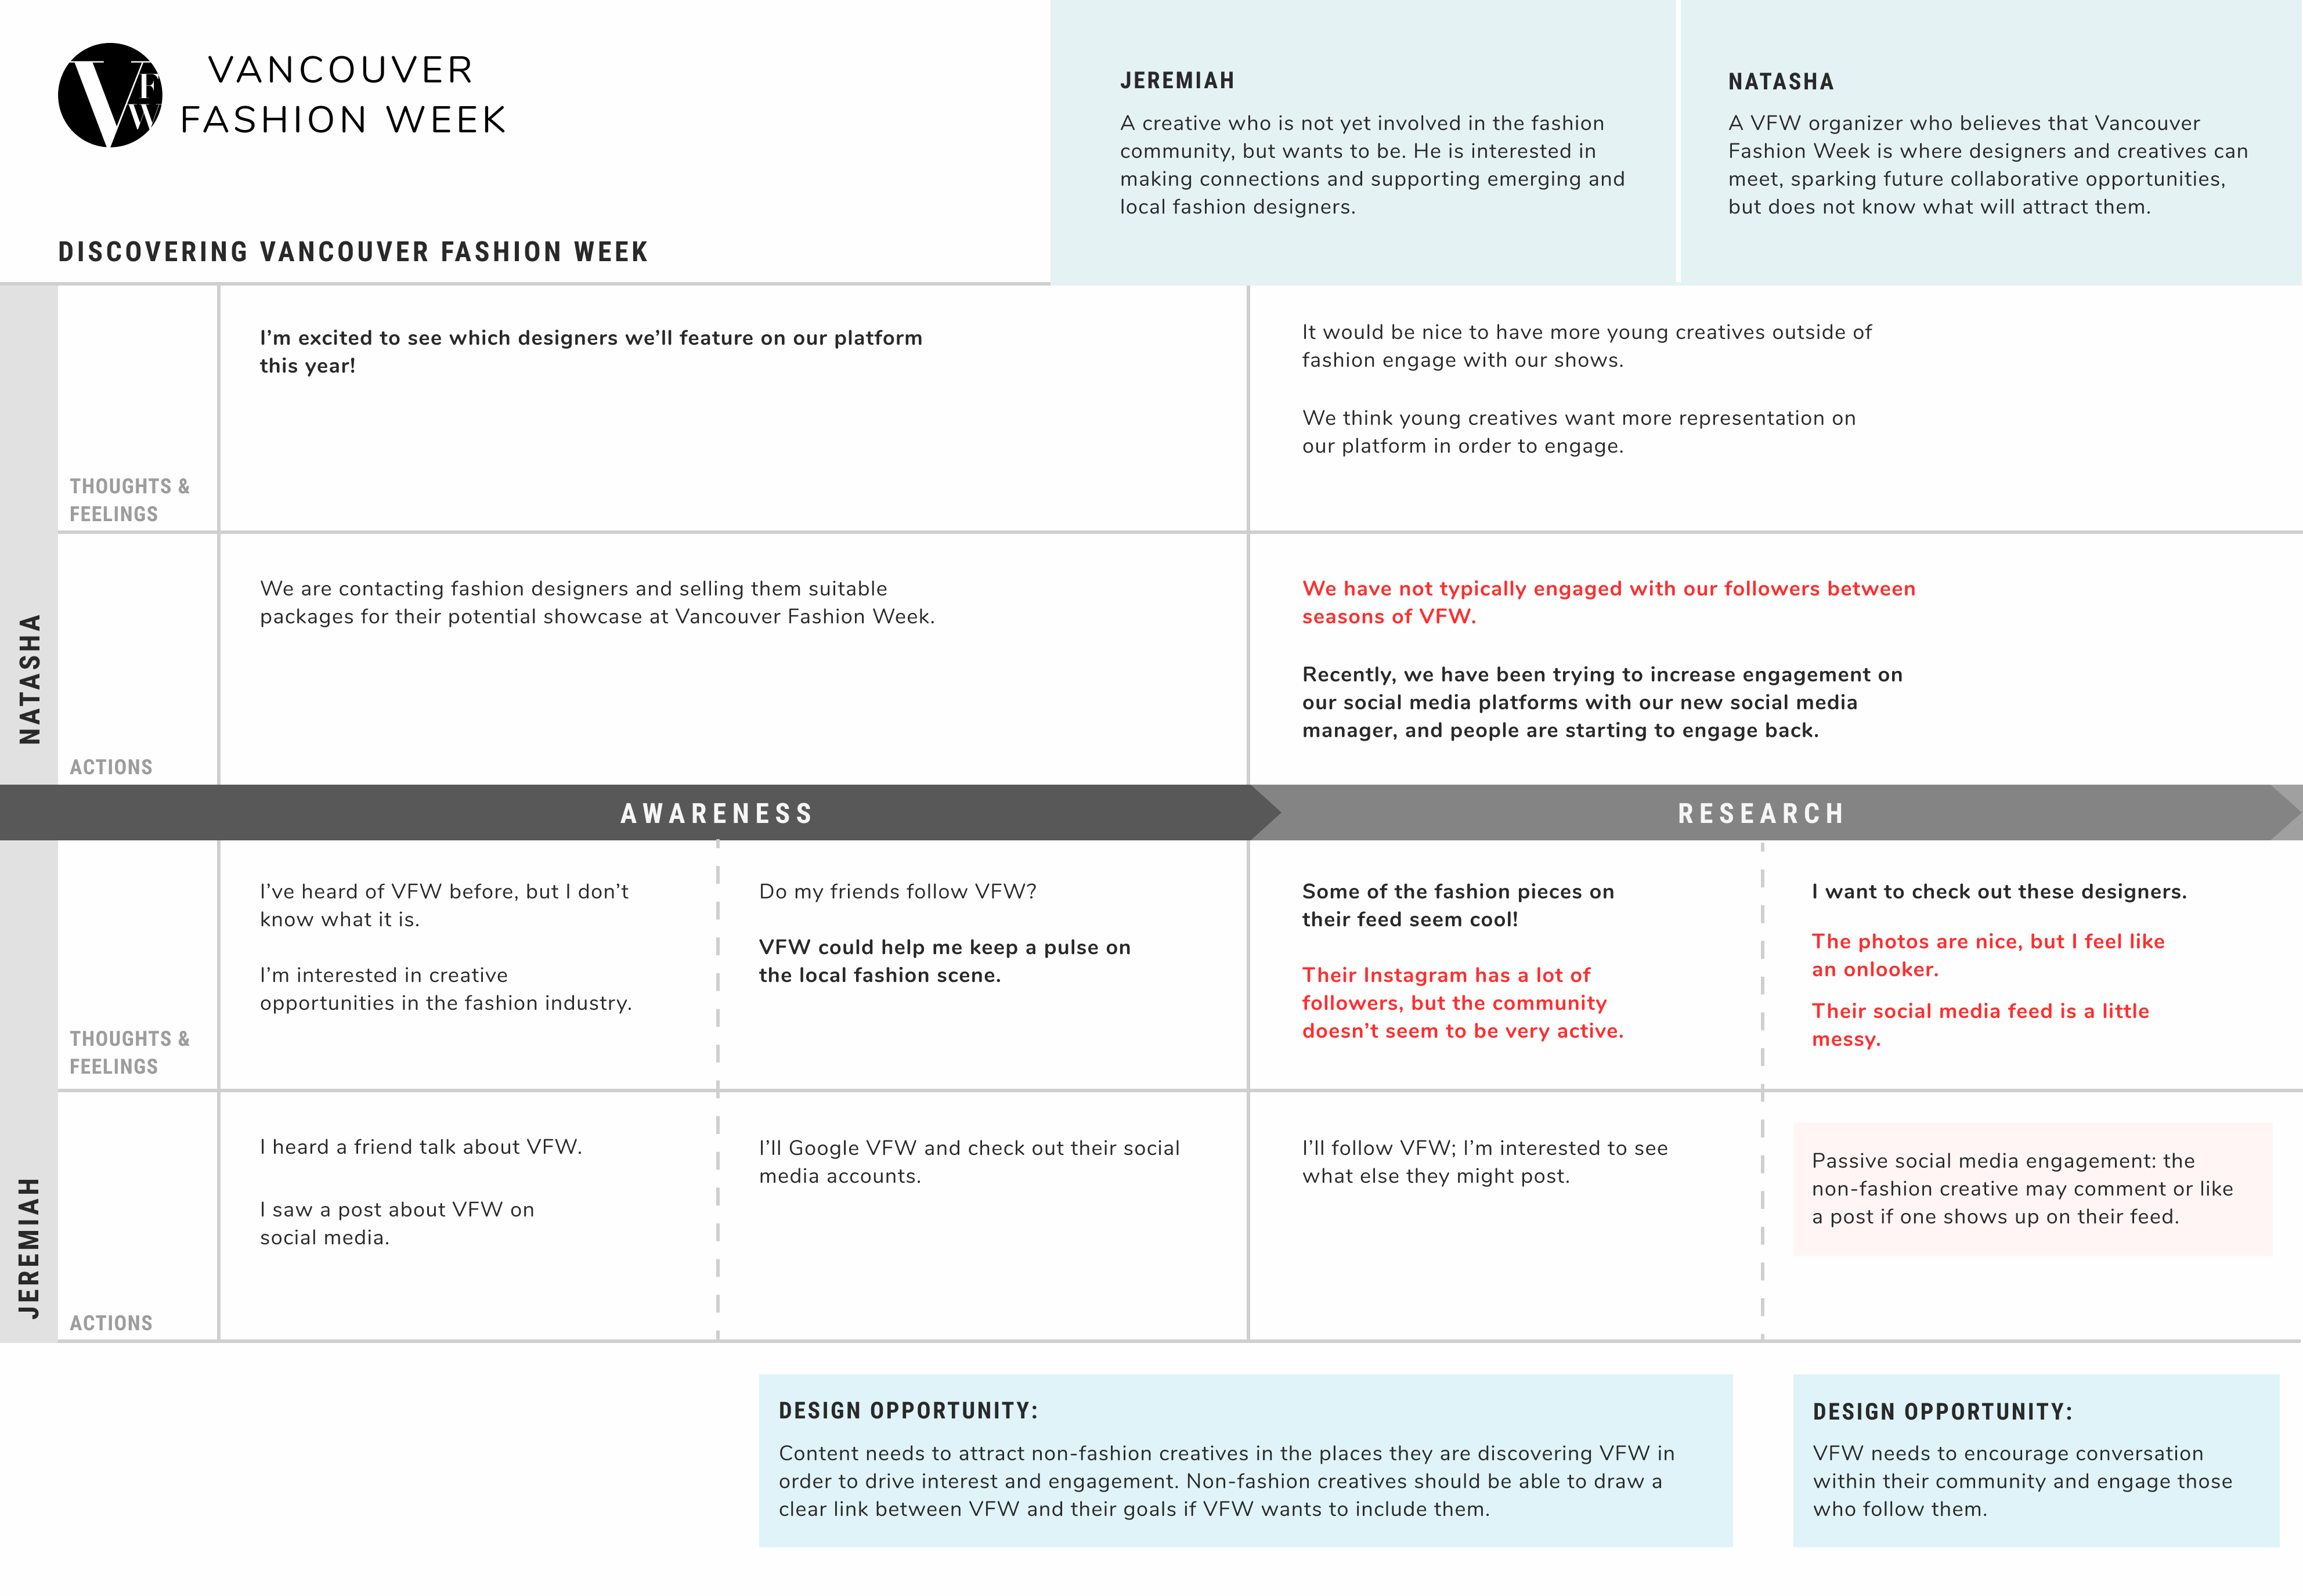 VFW
VANCOUVER
FASHION WEEK
DISCOVERING VANCOUVER FASHION WEEK
JEREMIAH
A creative who is not yet involved in the fashion
community, but wants to be. He is interested in
making connections and supporting emerging and
local fashion designers.
NATASHA
A VFW organizer who believes that Vancouver
Fashion Week is where designers and creatives can
meet, sparking future collaborative opportunities,
but does not know what will attract them.
NATASHA
THOUGHTS &
FEELINGS
I’m excited to see which designers we’ll feature on our platform
this year!
It would be nice to have more young creatives outside of
fashion engage with our shows.
We think young creatives want more representation on
our platform in order to engage.
ACTIONS
We are contacting fashion designers and selling them suitable
packages for their potential showcase at Vancouver Fashion Week.
We have not typically engaged with our followers between
seasons of VFW.
Recently, we have been trying to increase engagement on
our social media platforms with our new social media
manager, and people are starting to engage back.
AWARENESS
RESEARCH
JEREMIAH
THOUGHTS &
FEELINGS
I’ve heard of VFW before, but I don’t
know what it is.
I’m interested in creative
opportunities in the fashion industry.
Do my friends follow VFW?
VFW could help me keep a pulse on
the local fashion scene.
Some of the fashion pieces on
their feed seem cool!
Their Instagram has a lot of
followers, but the community
doesn’t seem to be very active.
I want to check out these designers.
The photos are nice, but I feel like
an onlooker.
Their social media feed is a little
messy.
ACTIONS
I heard a friend talk about VFW.
I saw a post about VFW on
social media.
I’ll Google VFW and check out their social
media accounts.
I’ll follow VFW; I’m interested to see
what else they might post.
Passive social media engagement: the
non-fashion creative may comment or like
a post if one shows up on their feed.
DESIGN OPPORTUNITY:
Content needs to attract non-fashion creatives in the places they are discovering VFW in
order to drive interest and engagement. Non-fashion creatives should be able to draw a
clear link between VFW and their goals if VFW wants to include them.
DESIGN OPPORTUNITY:
VFW needs to encourage conversation
within their community and engage those
who follow them.